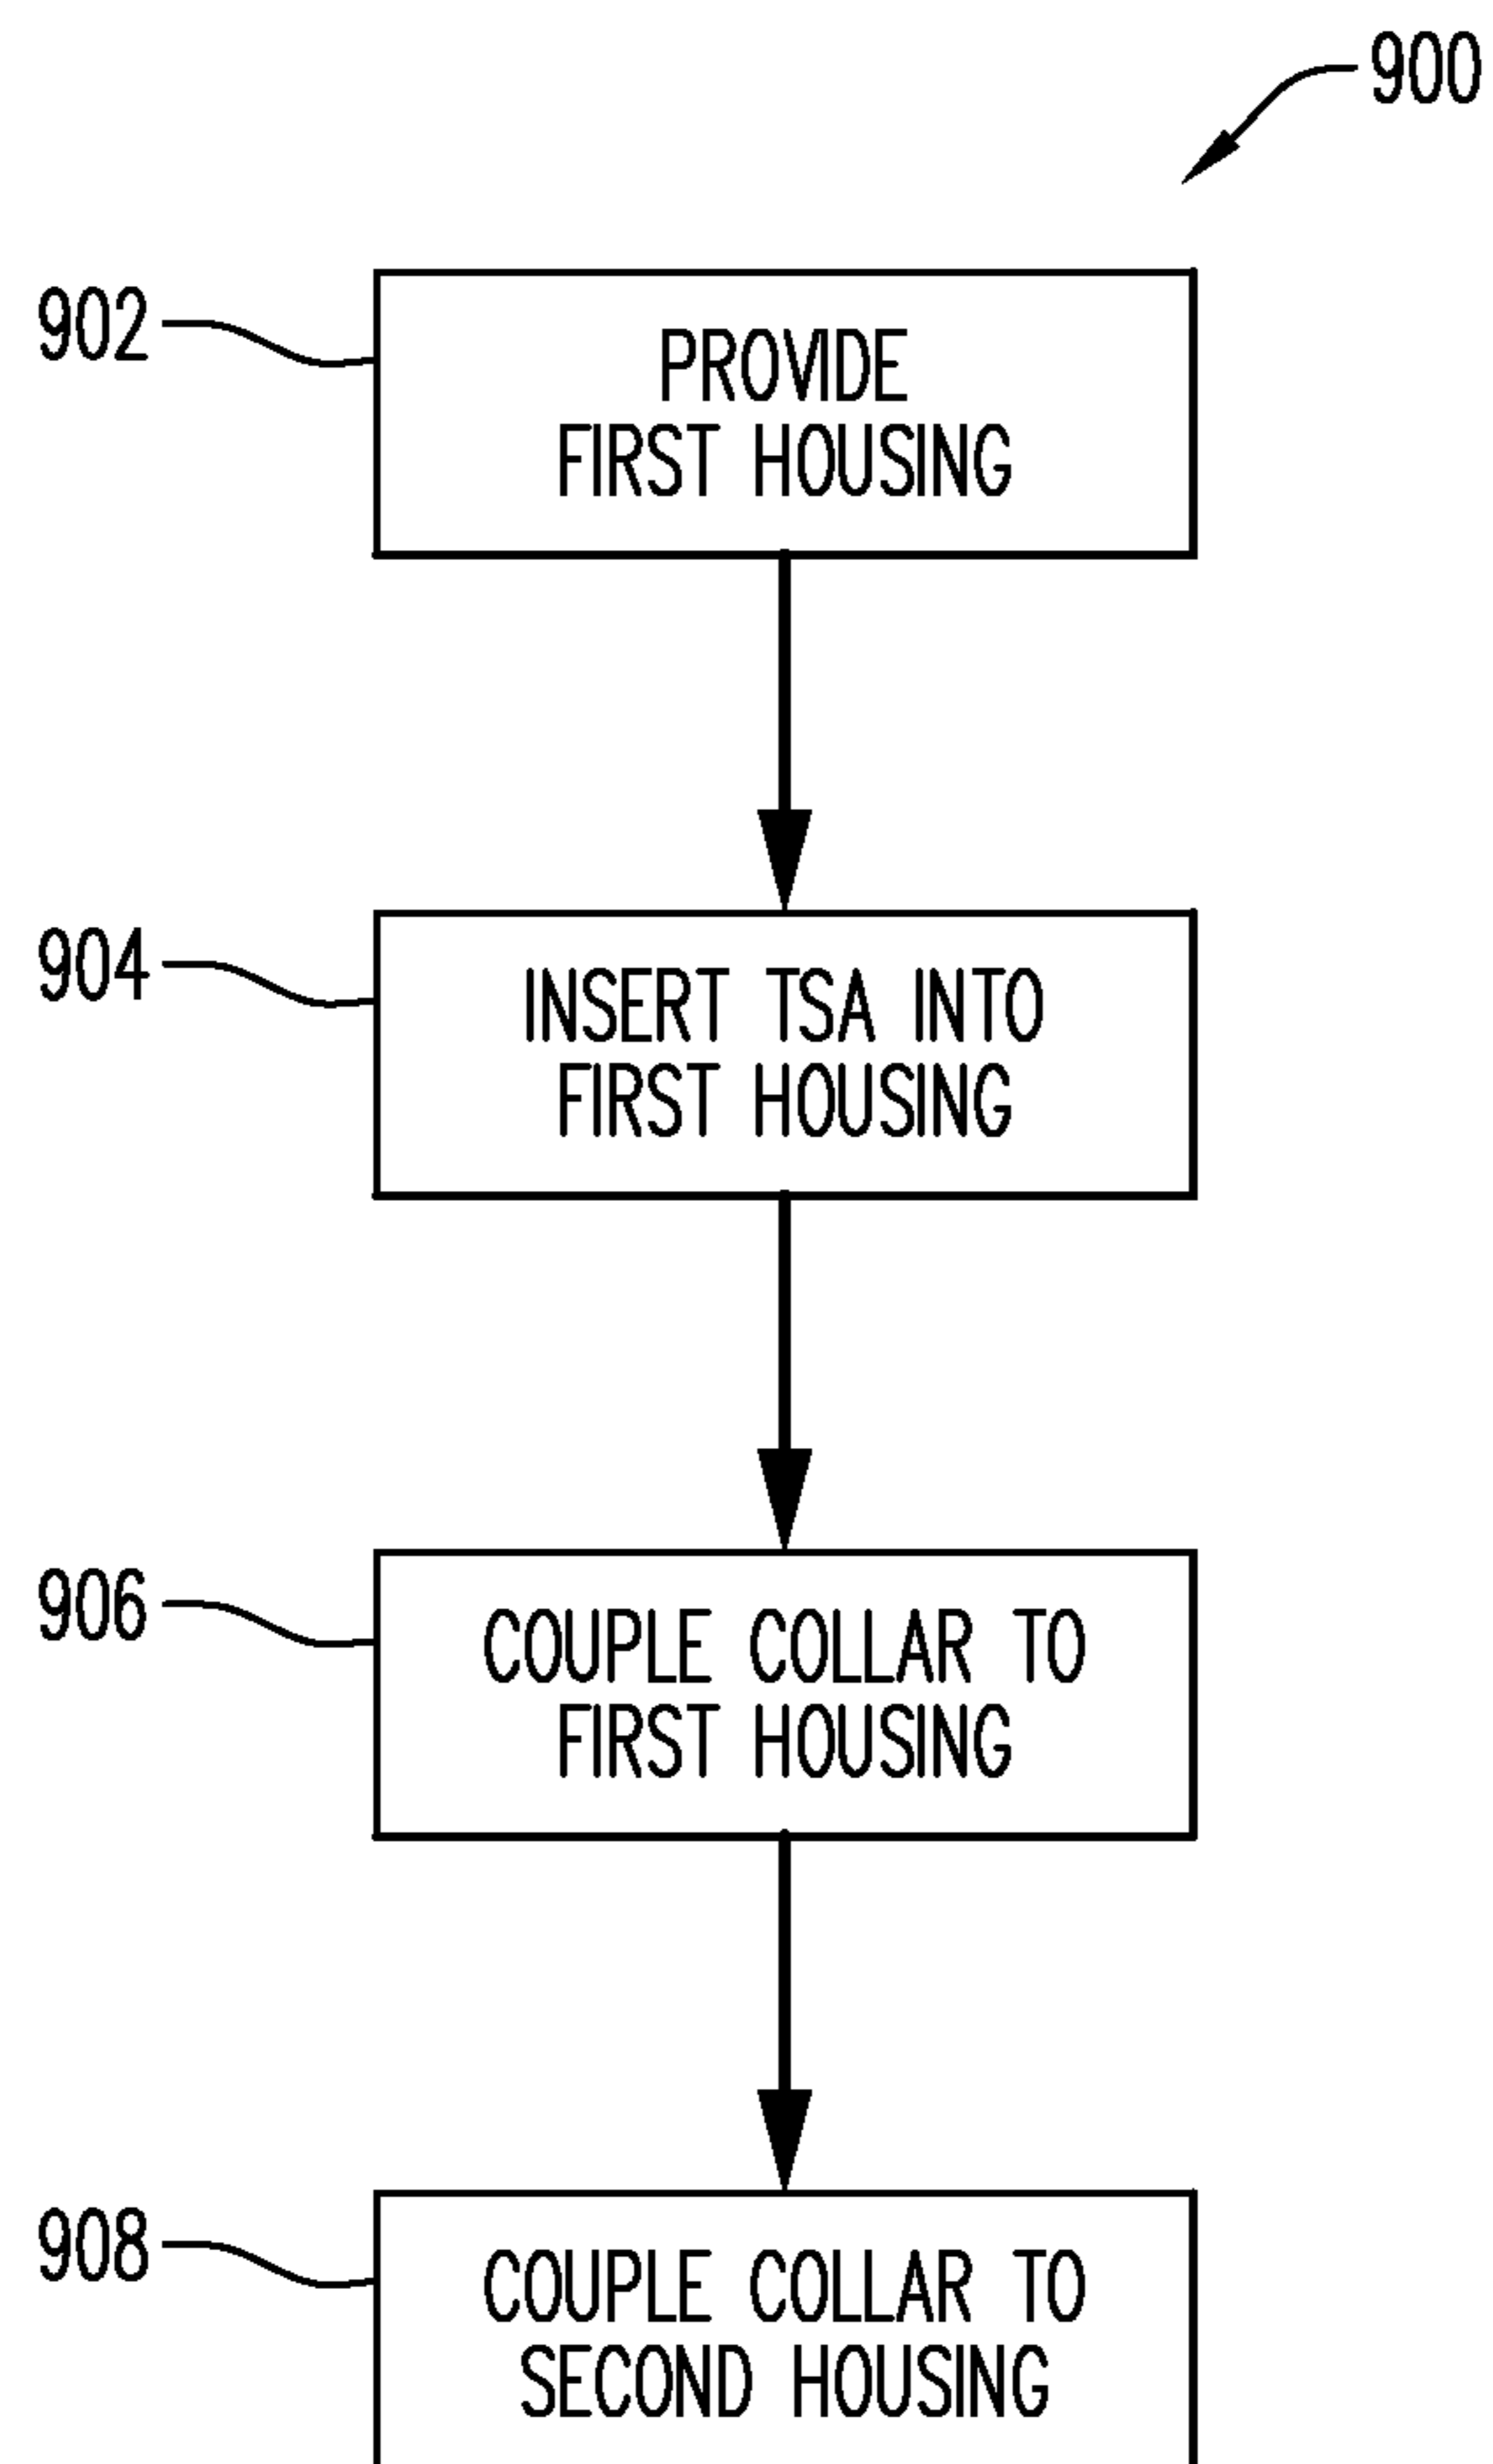 900
902
PROVIDE
FIRST HOUSING
904
INSERT TSA INTO
FIRST HOUSING
906
COUPLE COLLAR TO
FIRST HOUSING
908
COUPLE COLLAR TO
SECOND HOUSING